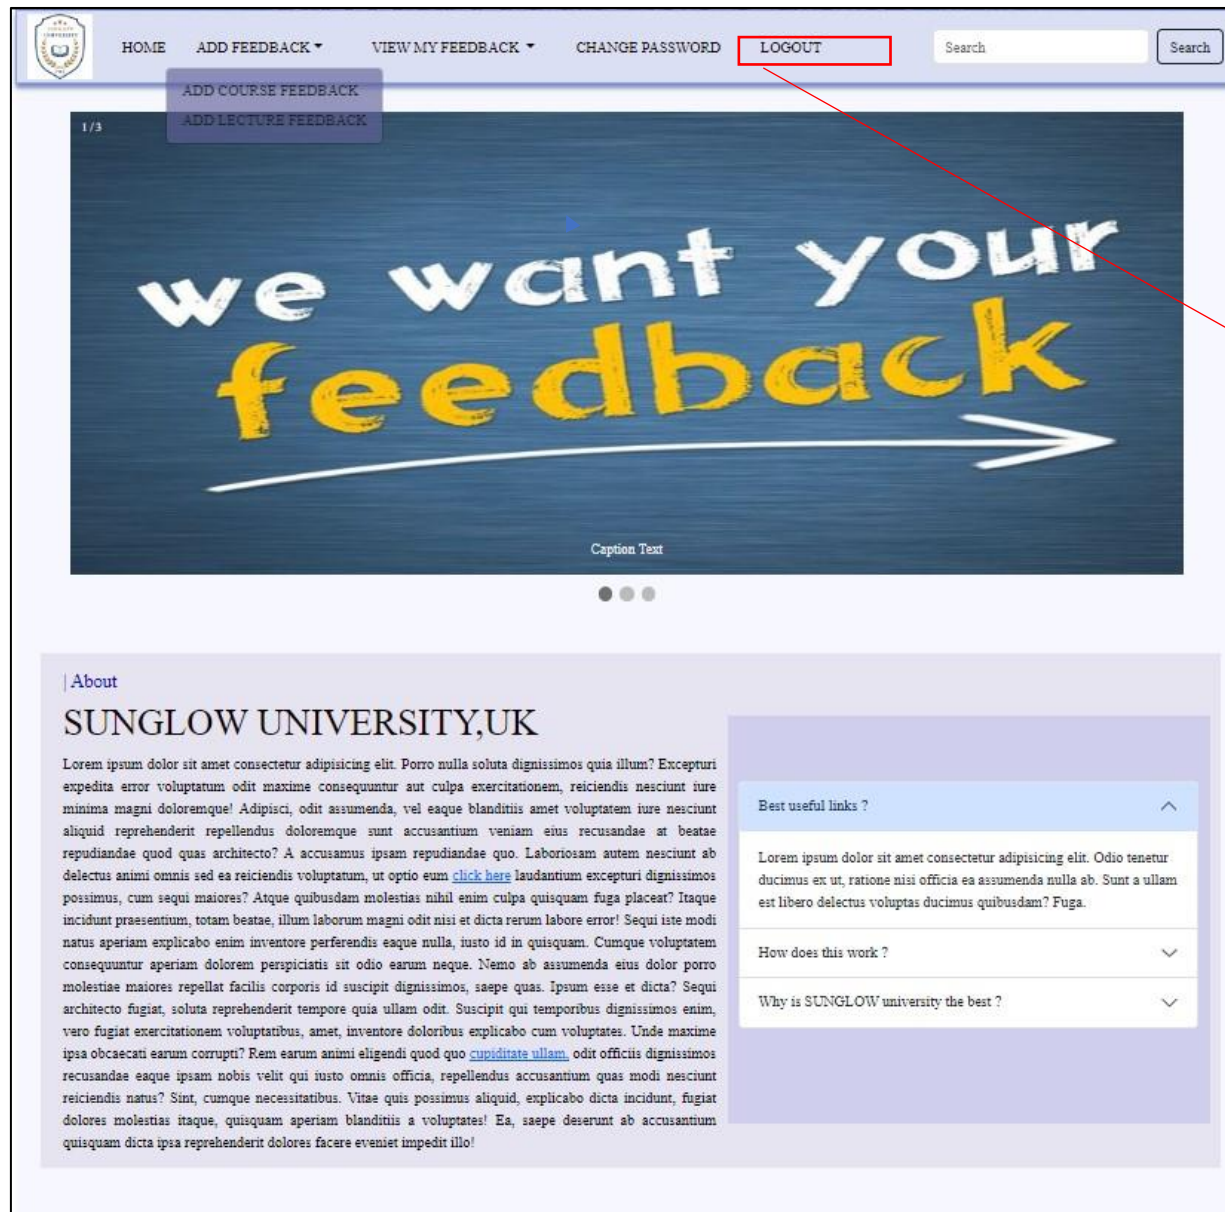 HOME ADD FEEDBACK VIEW MY FEEDBACK CHANGE PASSWORD LOGOUT Search Search
ADD COURSE FEEDBACK
ADD LECTURE FEEDBACK
1 / 3
we want your
feedback
Caption Text
| About
SUNGLOW UNIVERSITY,UK
Lorem ipsum dolor sit amet consectetur adipisicing elit. Porro nulla soluta dignissimos quia illum? Excepturi
expedita error voluptatum odit maxime consequuntur aut culpa exercitationem, reiciendis nesciunt iure
minima magni doloremque! Adipisci, odit assumenda, vel eaque blanditiis amet voluptatem iure nesciunt
aliquid reprehenderit repellendus doloremque sunt accusantium veniam eius recusandae at beatae
repudiandae quod quas architecto? A accusamus ipsam repudiandae quo. Laboriosam autem nesciunt ab
delectus animi omnis sed ea reiciendis voluptatum, ut optio eum click here laudantium excepturi dignissimos
possimus, cum sequi maiores? Atque quibusdam molestias nihil enim culpa quisquam fuga placeat? Itaque
incidunt praesentium, totam beatae, illum laborum magni odit nisi et dicta rerum labore error! Sequi iste modi
natus aperiam explicabo enim inventore perferendis eaque nulla, iusto id in quisquam. Cumque voluptatem
consequuntur aperiam dolorem perspiciatis sit odio earum neque. Nemo ab assumenda eius dolor porro
molestiae maiores repellat facilis corporis id suscipit dignissimos, saepe quas. Ipsum esse et dicta? Sequi
architecto fugiat, soluta reprehenderit tempore quia ullam odit. Suscipit qui temporibus dignissimos enim,
vero fugiat exercitationem voluptatibus, amet, inventore doloribus explicabo cum voluptates. Unde maxime
ipsa obcaecati earum corrupti? Rem earum animi eligendi quod quo cupiditate ullam. odit officiis dignissimos
recusandae eaque ipsam nobis velit qui iusto omnis officia, repellendus accusantium quas modi nesciunt
reiciendis natus? Sint, cumque necessitatibus. Vitae quis possimus aliquid, explicabo dicta incidunt, fugiat
dolores molestias itaque, quisquam aperiam blanditiis a voluptates! Ea, saepe deserunt ab accusantium
quisquam dicta ipsa reprehenderit dolores facere eveniet impedit illo!
Best useful links ?
Lorem ipsum dolor sit amet consectetur adipisicing elit. Odio tenetur
ducimus ex ut, ratione nisi officia ea assumenda nulla ab. Sunt a ullam
est libero delectus voluptas ducimus quibusdam? Fuga.
How does this work ?
Why is SUNGLOW university the best ?